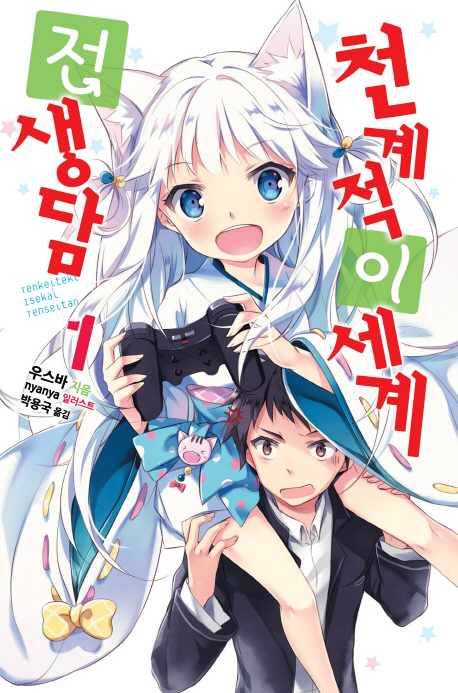 천계적 이세계
전생담
Tenkeiteki
Isekai
Tenseitan
1
우스바 지음
nyanya 일러스트
박용국 옮김